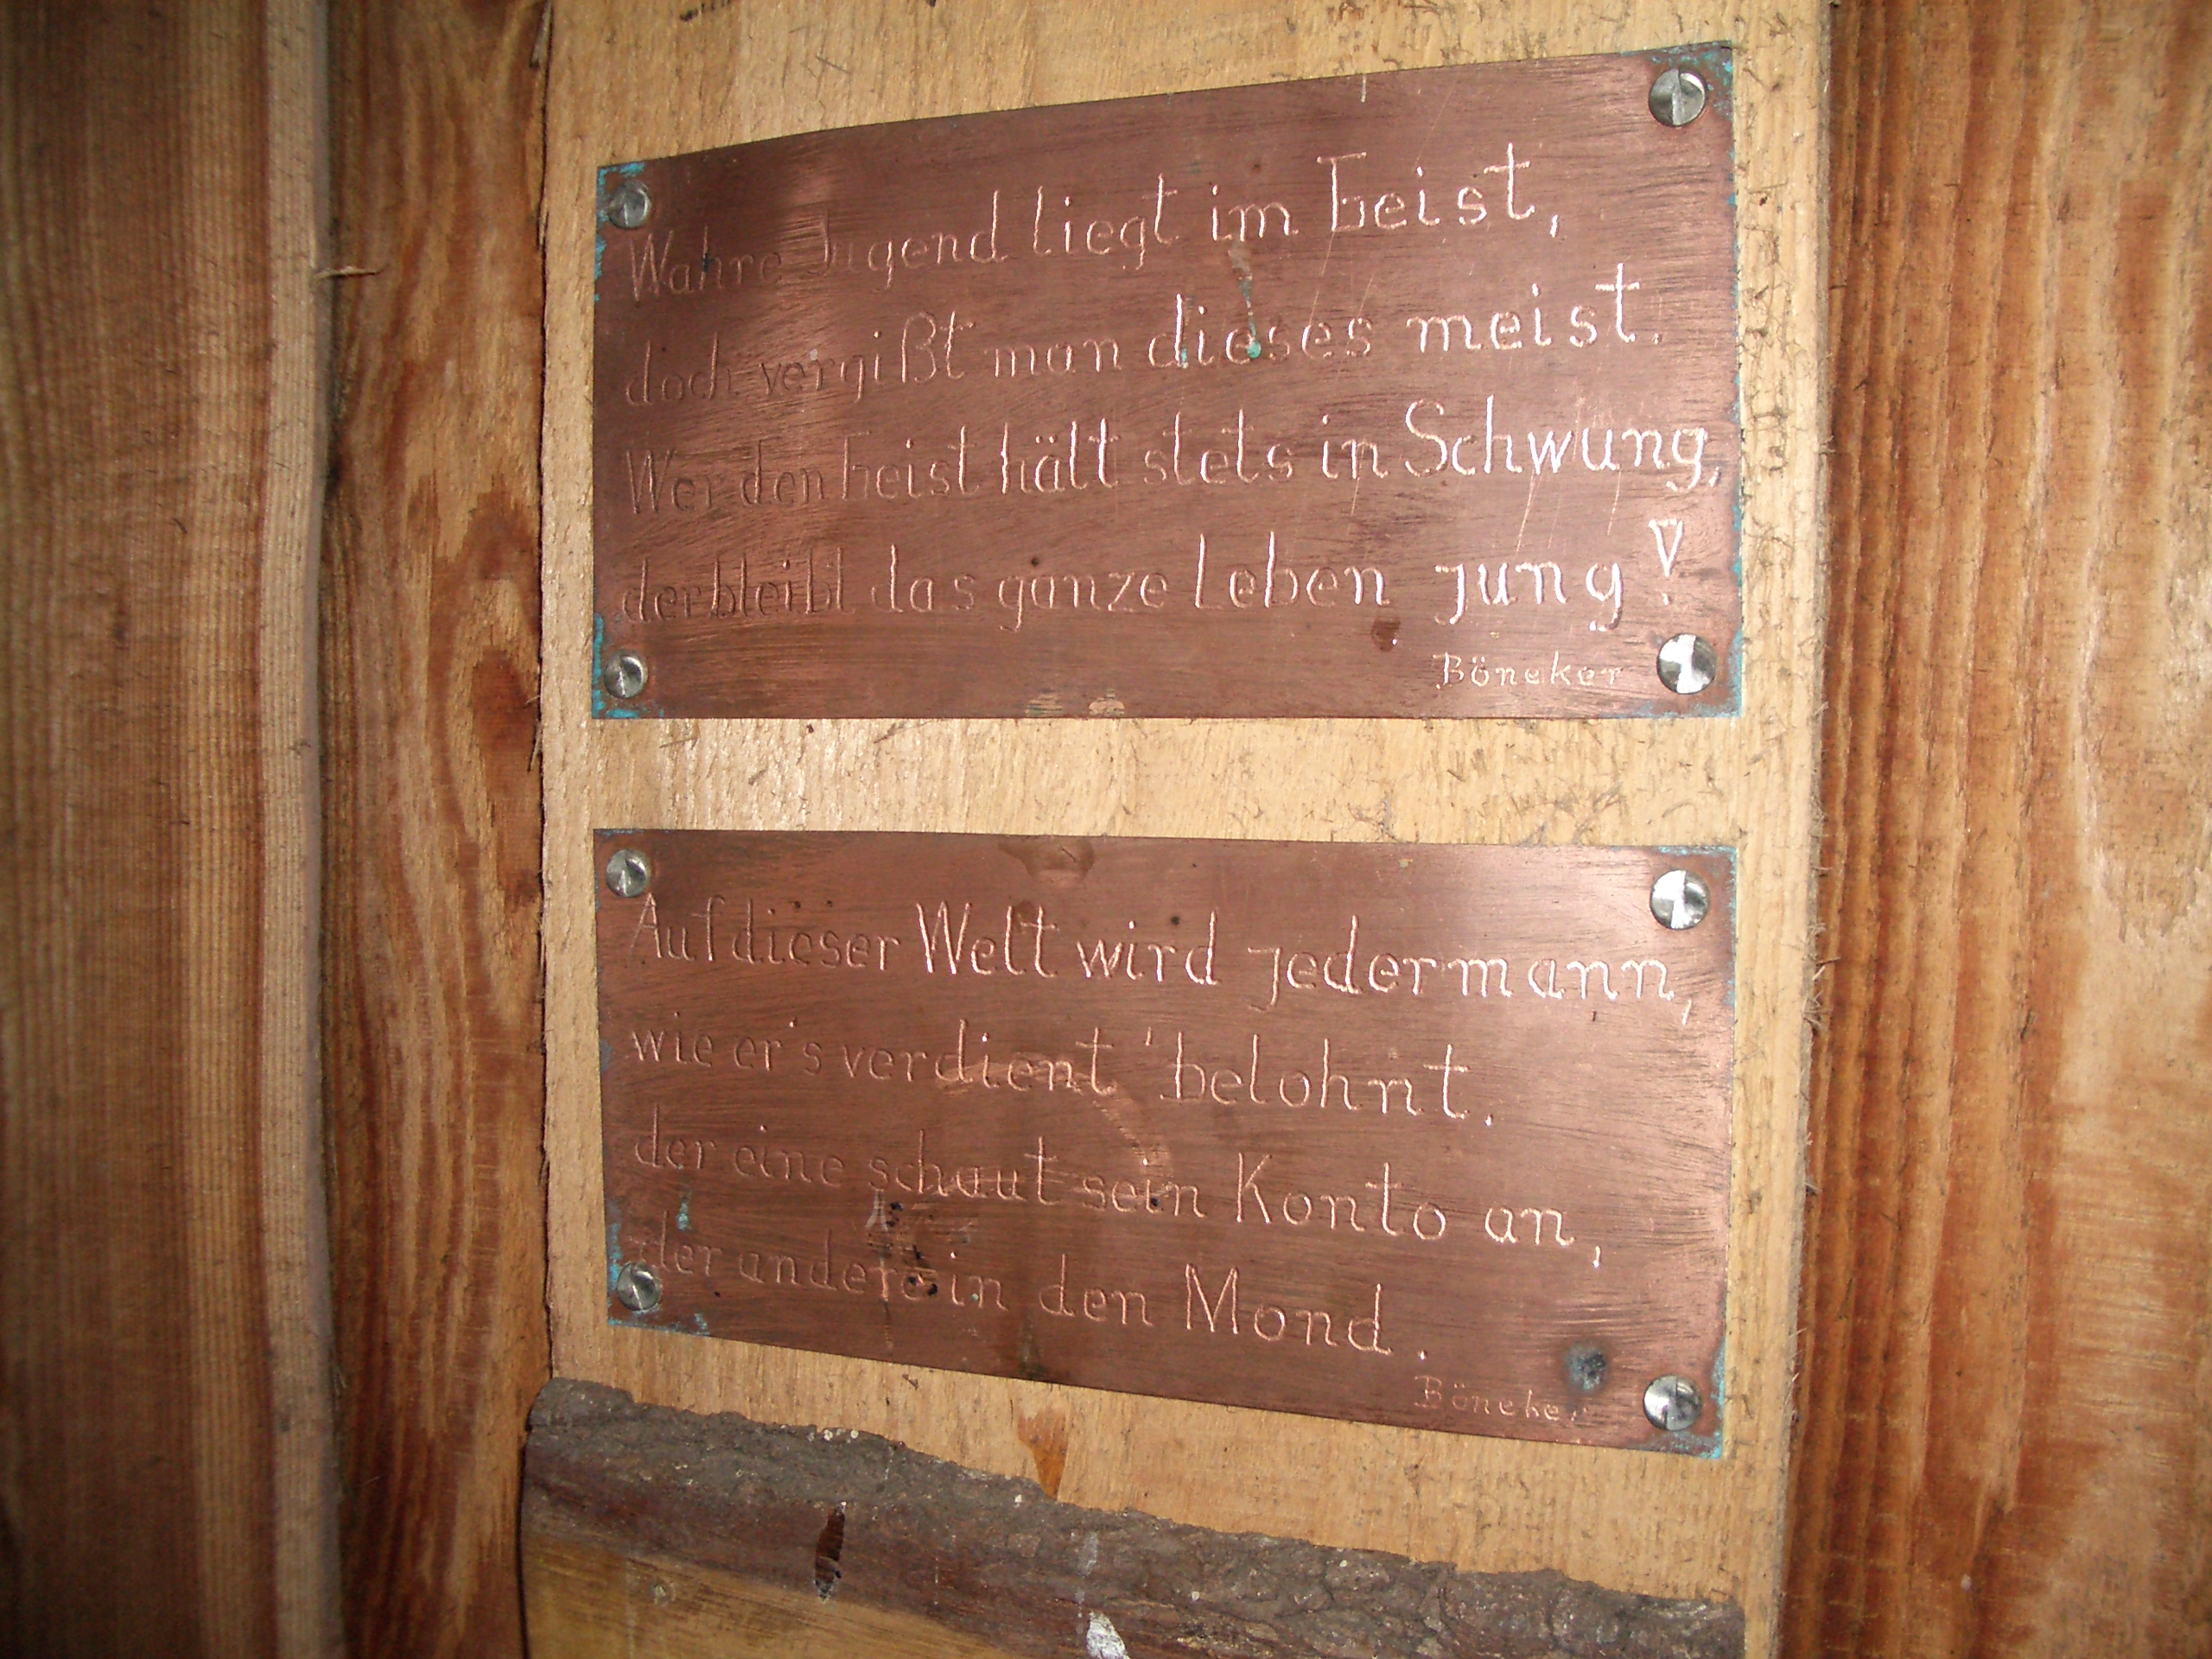 Wahre Jugend liegt im Geist,
doch vergißt man dieses meist.
Wer den Geist hält stets in Schwung,
der bleibt das ganze Leben jung!
Böneker
Auf dieser Welt wird jedermann,
wie er's verdient 'belohnt.
der eine schaut sein Konto an,
der andere in den Mond.
Böneker